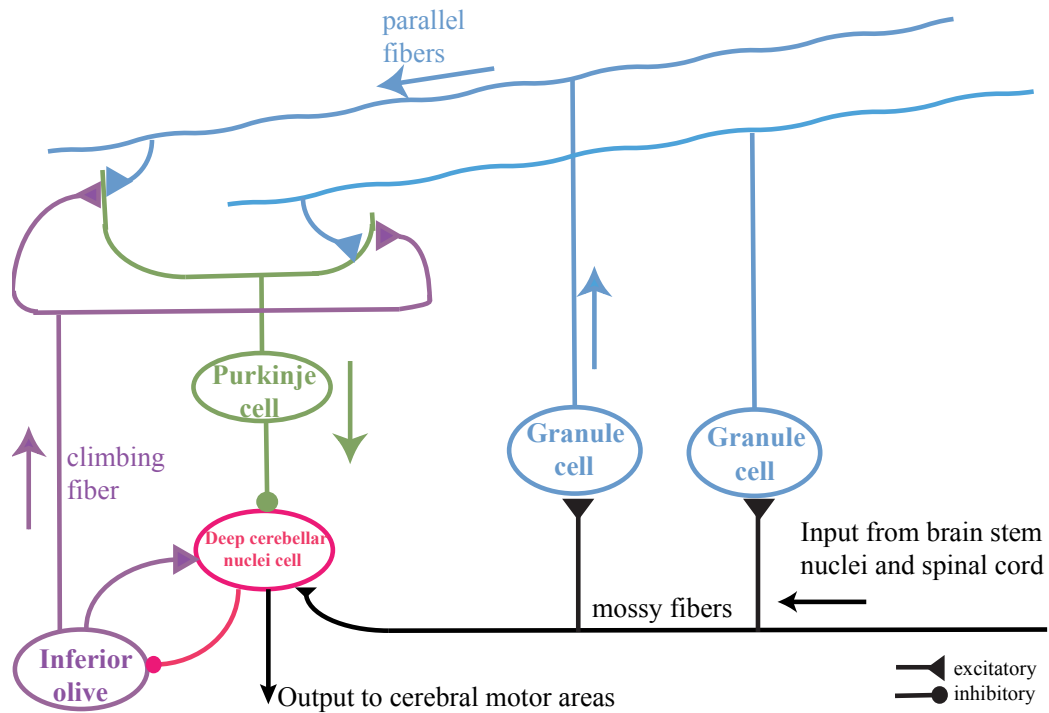 parallel
fibers
Purkinje
cell
Granule
cell
Granule
cell
climbing
fiber
Deep cerebellar
nuclei cell
Input from brain stem
nuclei and spinal cord
mossy fibers
Inferior
olive
Output to cerebral motor areas
excitatory
inhibitory